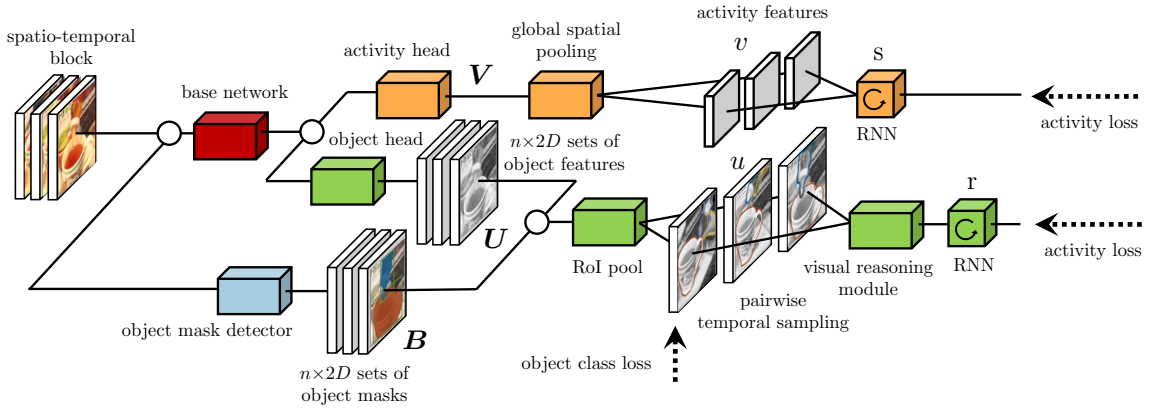 spatio-temporal
block
base network
activity head
V
global spatial
pooling
activity features
v
s
RNN
activity loss
object head
n×2D sets of
object features
U
RoI pool
u
pairwise
temporal sampling
visual reasoning
module
r
RNN
activity loss
object mask detector
B
n×2D sets of
object masks
object class loss